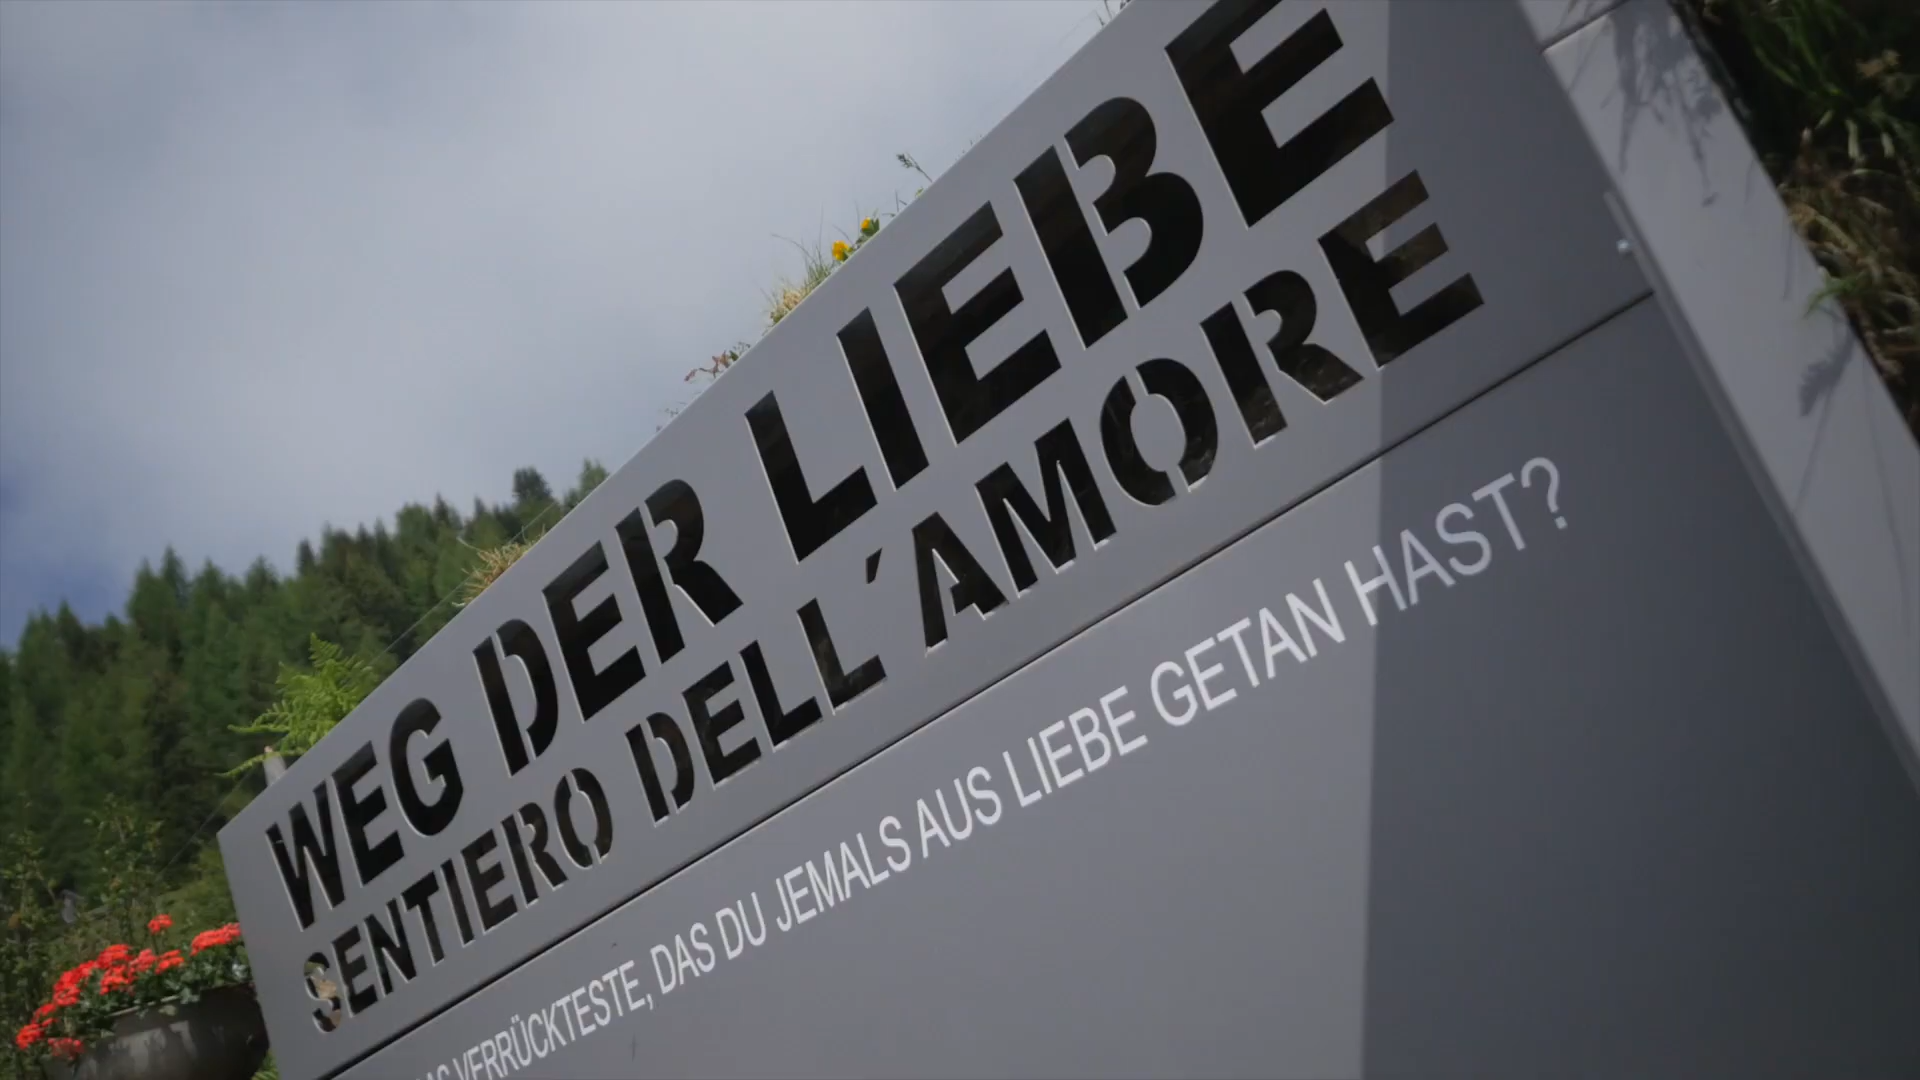 WEG DER LIEBE
SENTIERO DELL´AMORE
VERRÜCKTESTE, DAS DU JEMALS AUS LIEBE GETAN HAST?